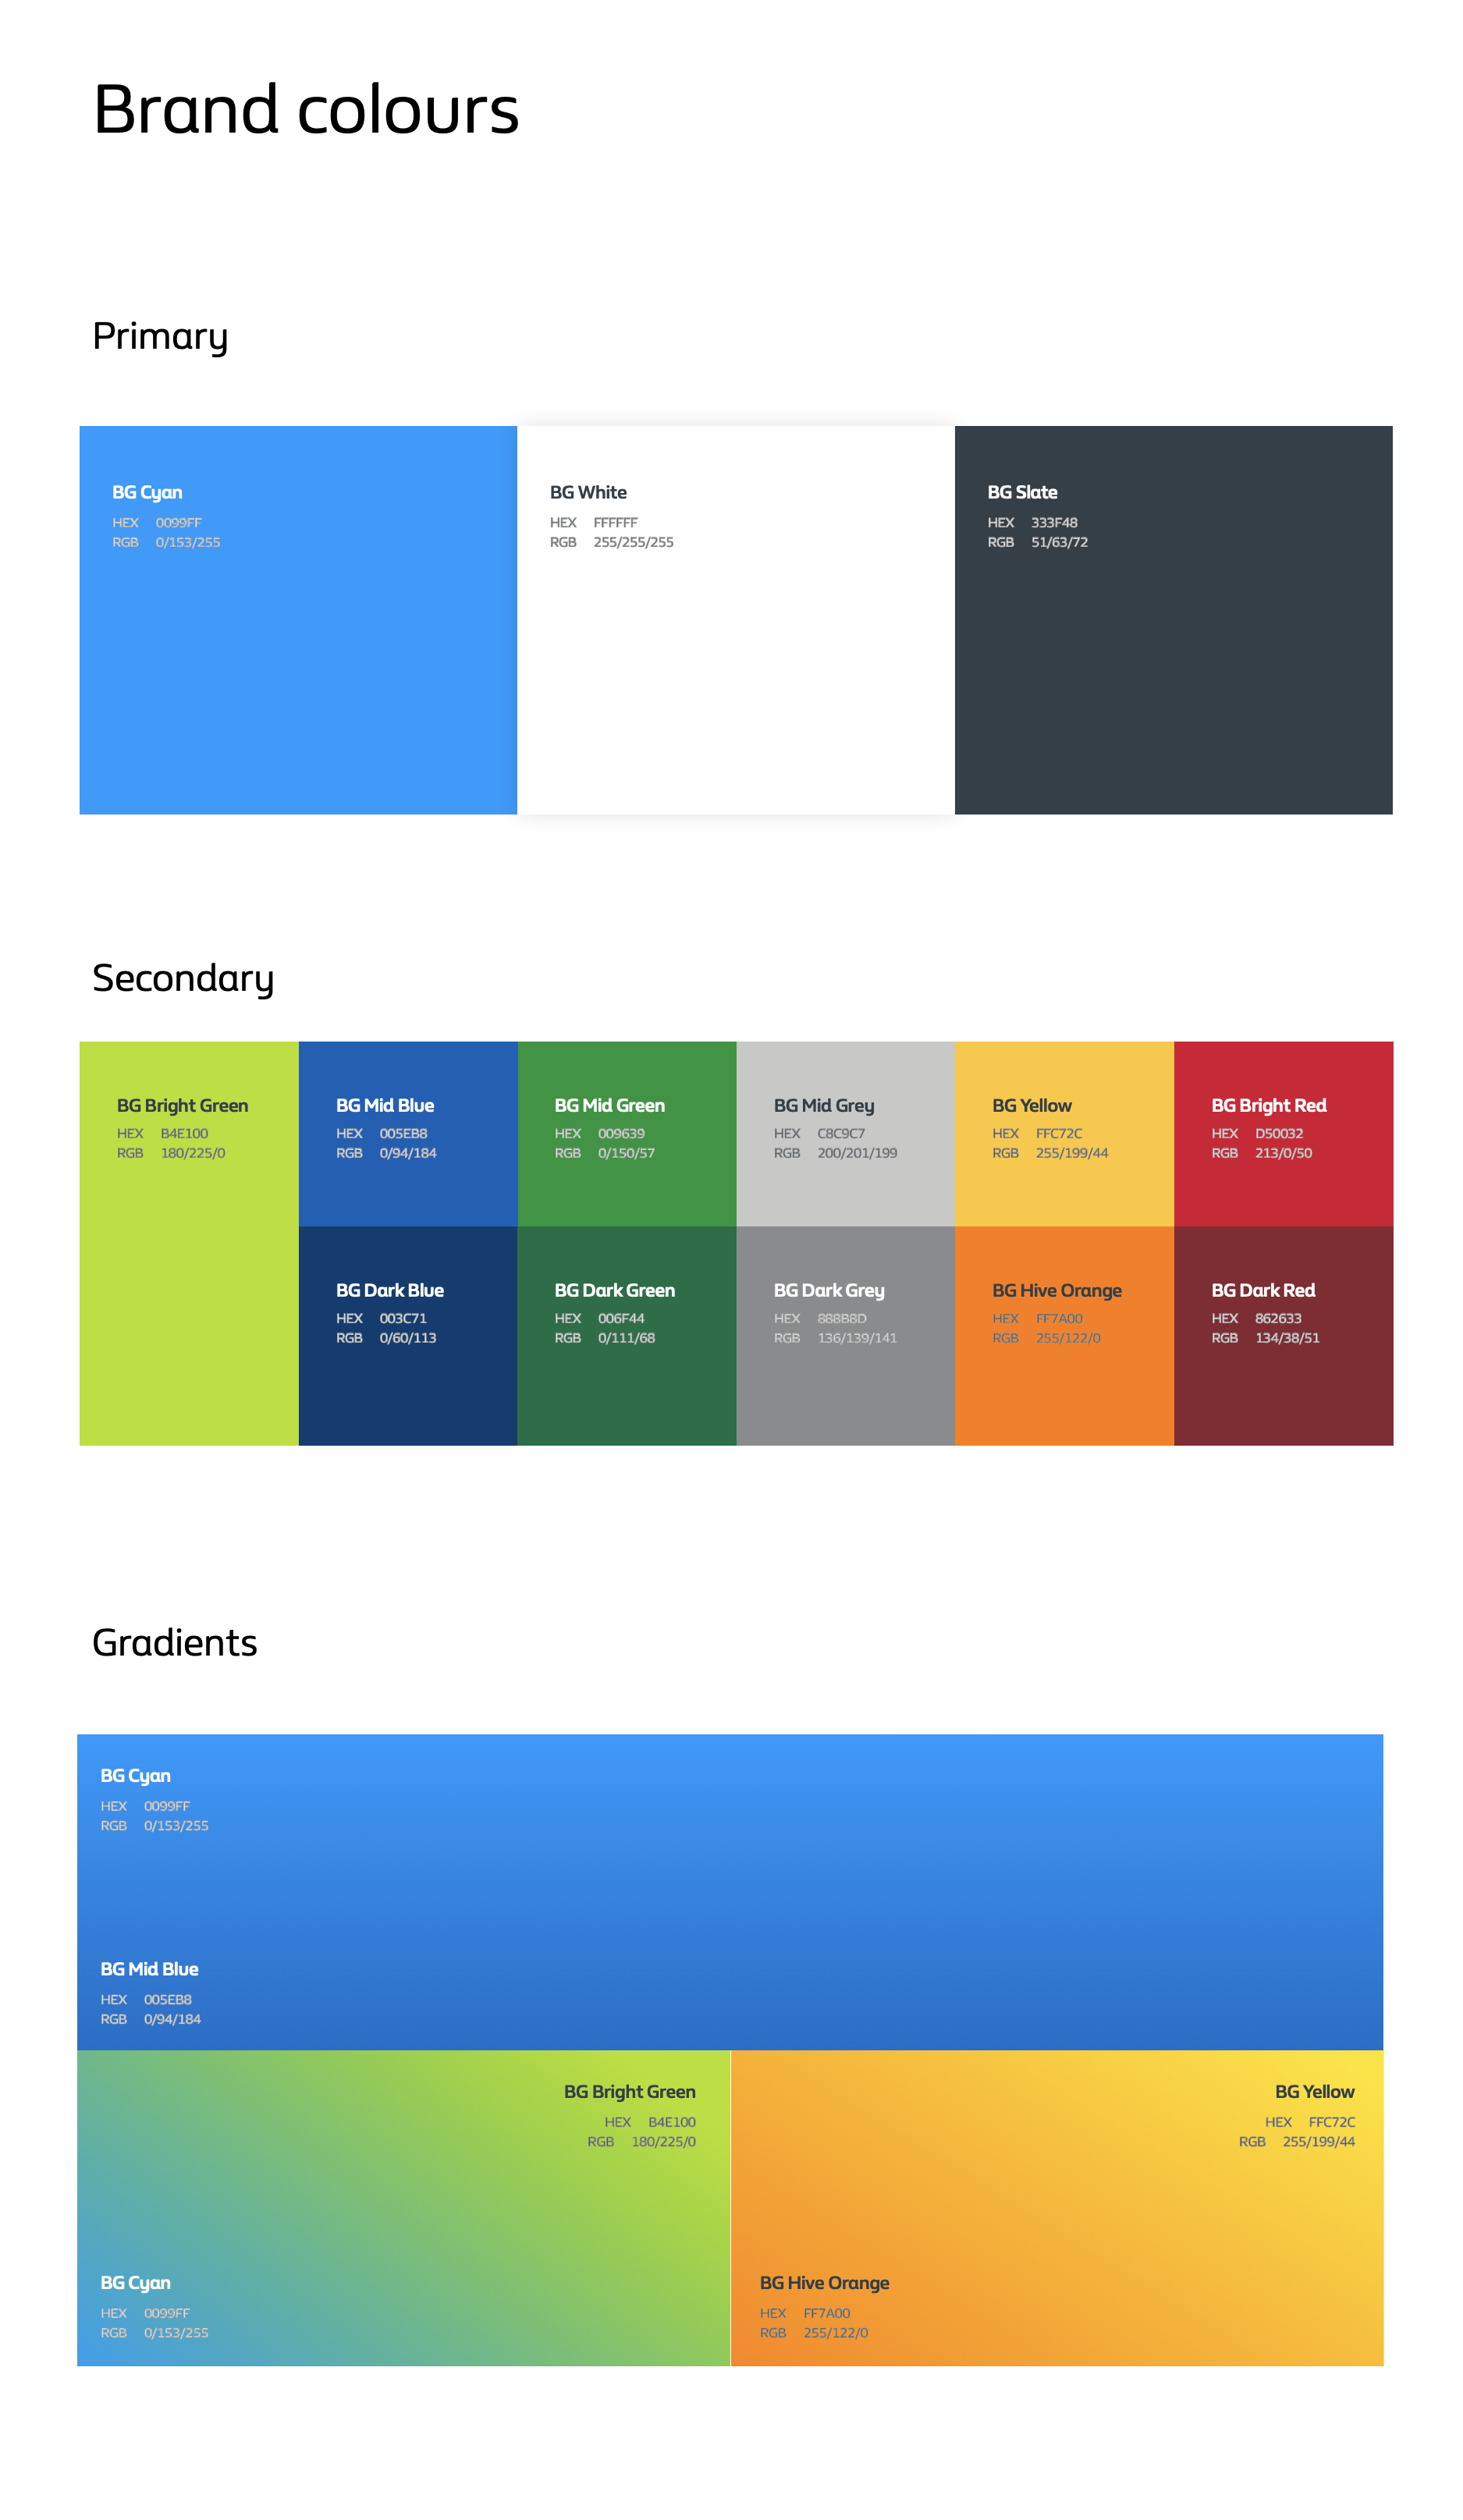 Brand colours
Primary
BG Cyan
HEX 0099FF
RGB 0/153/255
BG White
HEX FFFFFF
RGB 255/255/255
BG Slate
HEX 333F48
RGB 51/63/72
Secondary
BG Bright Green
HEX B4E100
RGB 180/225/0
BG Mid Blue
HEX 005EB8
RGB 0/94/184
BG Mid Green
HEX 009639
RGB 0/150/57
BG Mid Grey
HEX C8C9C7
RGB 200/201/199
BG Yellow
HEX FFC72C
RGB 255/199/44
BG Bright Red
HEX D50032
RGB 213/0/50
BG Dark Blue
HEX 003C71
RGB 0/60/113
BG Dark Green
HEX 006F44
RGB 0/111/68
BG Dark Grey
HEX 888B8D
RGB 136/139/141
BG Hive Orange
HEX FF7A00
RGB 255/122/0
BG Dark Red
HEX 862633
RGB 134/38/51
Gradients
BG Cyan
HEX 0099FF
RGB 0/153/255
BG Mid Blue
HEX 005EB8
RGB 0/94/184
BG Bright Green
HEX B4E100
RGB 180/225/0
BG Cyan
HEX 0099FF
RGB 0/153/255
BG Yellow
HEX FFC72C
RGB 255/199/44
BG Hive Orange
HEX FF7A00
RGB 255/122/0